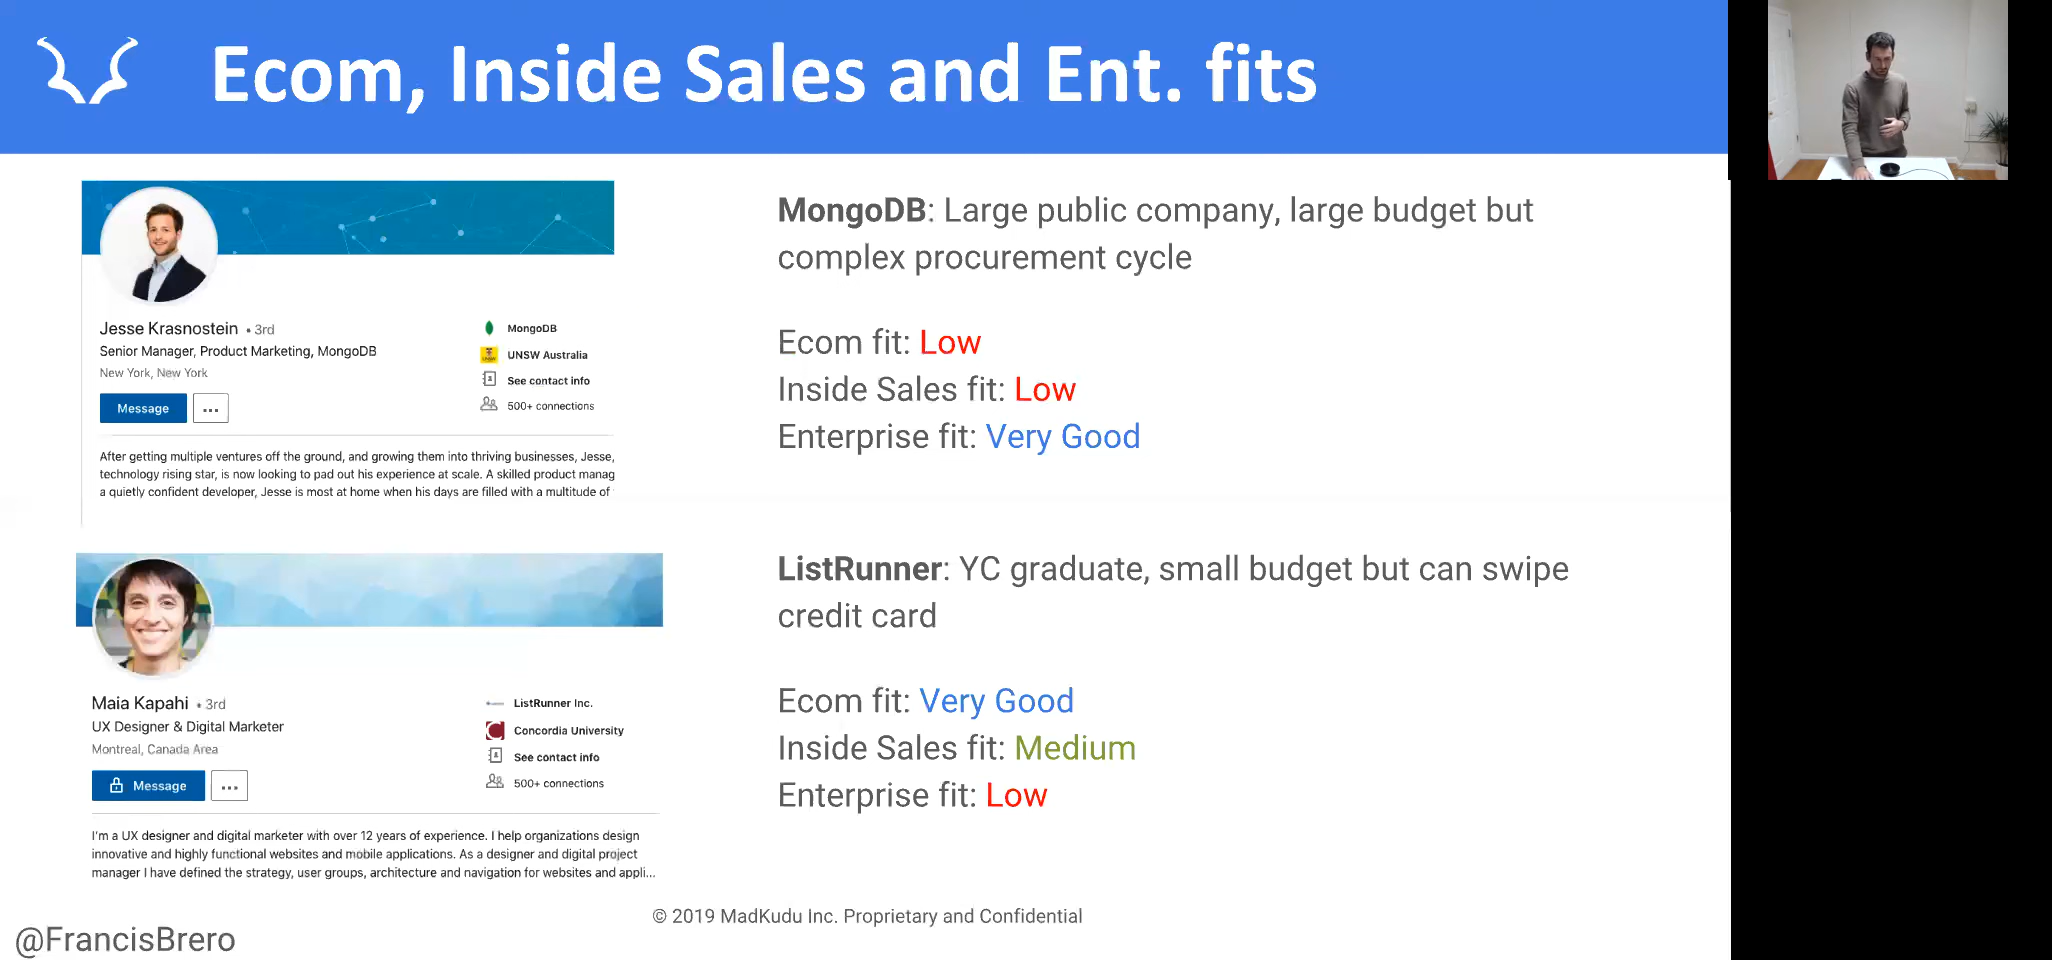 Ecom, Inside Sales and Ent. fits
Jesse Krasnostein • 3rd
Senior Manager, Product Marketing, MongoDB
New York, New York
Message
...
MongoDB
UNSW Australia
See contact info
500+ connections
After getting multiple ventures off the ground, and growing them into thriving businesses, Jesse,
technology rising star, is now looking to pad out his experience at scale. A skilled product manag
a quietly confident developer, Jesse is most at home when his days are filled with a multitude of
MongoDB: Large public company, large budget but
complex procurement cycle
Ecom fit: Low
Inside Sales fit: Low
Enterprise fit: Very Good
Maia Kapahi • 3rd
UX Designer & Digital Marketer
Montreal, Canada Area
Message
...
ListRunner Inc.
Concordia University
See contact info
500+ connections
I'm a UX designer and digital marketer with over 12 years of experience. I help organizations design
innovative and highly functional websites and mobile applications. As a designer and digital project
manager I have defined the strategy, user groups, architecture and navigation for websites and appli...
ListRunner: YC graduate, small budget but can swipe
credit card
Ecom fit: Very Good
Inside Sales fit: Medium
Enterprise fit: Low
© 2019 MadKudu Inc. Proprietary and Confidential
@FrancisBrero